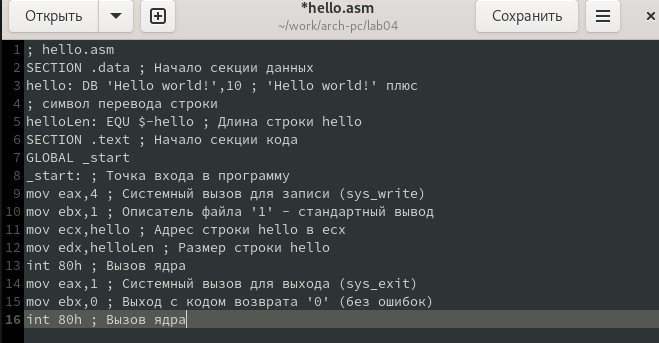 Открыть
*hello.asm
~/work/arch-pc/lab04
Сохранить
1 ; hello.asm
2 SECTION .data ; Начало секции данных
3 hello: DB 'Hello world!',10 ; 'Hello world!' плюс
4 ; символ перевода строки
5 helloLen: EQU $-hello ; Длина строки hello
6 SECTION .text ; Начало секции кода
7 GLOBAL _start
8 _start: ; Точка входа в программу
9 mov eax,4 ; Системный вызов для записи (sys_write)
10 mov ebx,1 ; Описатель файла '1' - стандартный вывод
11 mov ecx,hello ; Адрес строки hello в ecx
12 mov edx,helloLen ; Размер строки hello
13 int 80h ; Вызов ядра
14 mov eax,1 ; Системный вызов для выхода (sys_exit)
15 mov ebx,0 ; Выход с кодом возврата '0' (без ошибок)
16 int 80h ; Вызов ядра